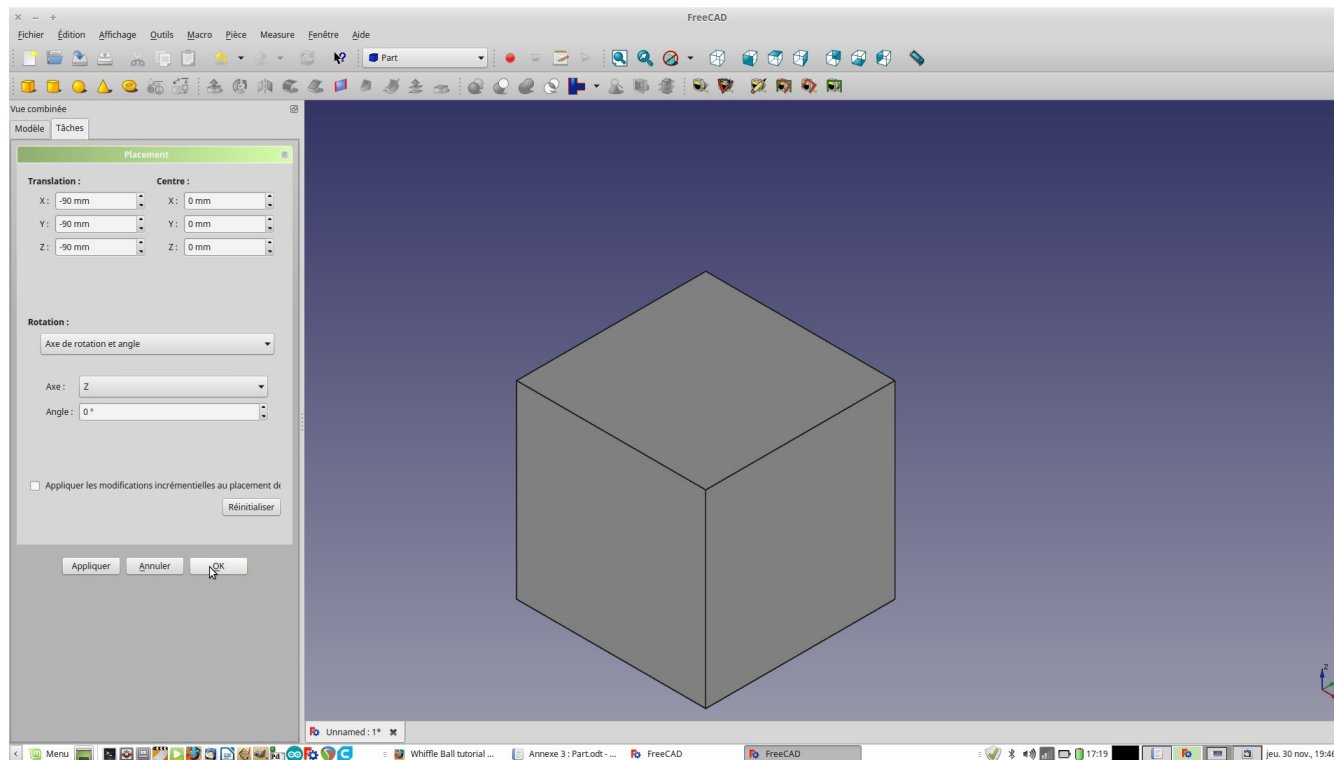 FreeCAD
Fichier Édition Affichage Outils Macro Pièce Measure Fenêtre Aide
Part
Vue combinée
Modèle Tâches
Placement
Translation : Centre :
X : -90 mm X : 0 mm
Y : -90 mm Y : 0 mm
Z : -90 mm Z : 0 mm
Rotation :
Axe de rotation et angle
Axe : Z
Angle : 0 °
Appliquer les modifications incrémentielles au placement de
Réinitialiser
Appliquer Annuler OK
Z
Unnamed : 1*
Menu Whiffle Ball tutorial ... Annexe 3 : Part.odt - ... FreeCAD FreeCAD 17:19 jeu. 30 nov., 19:46